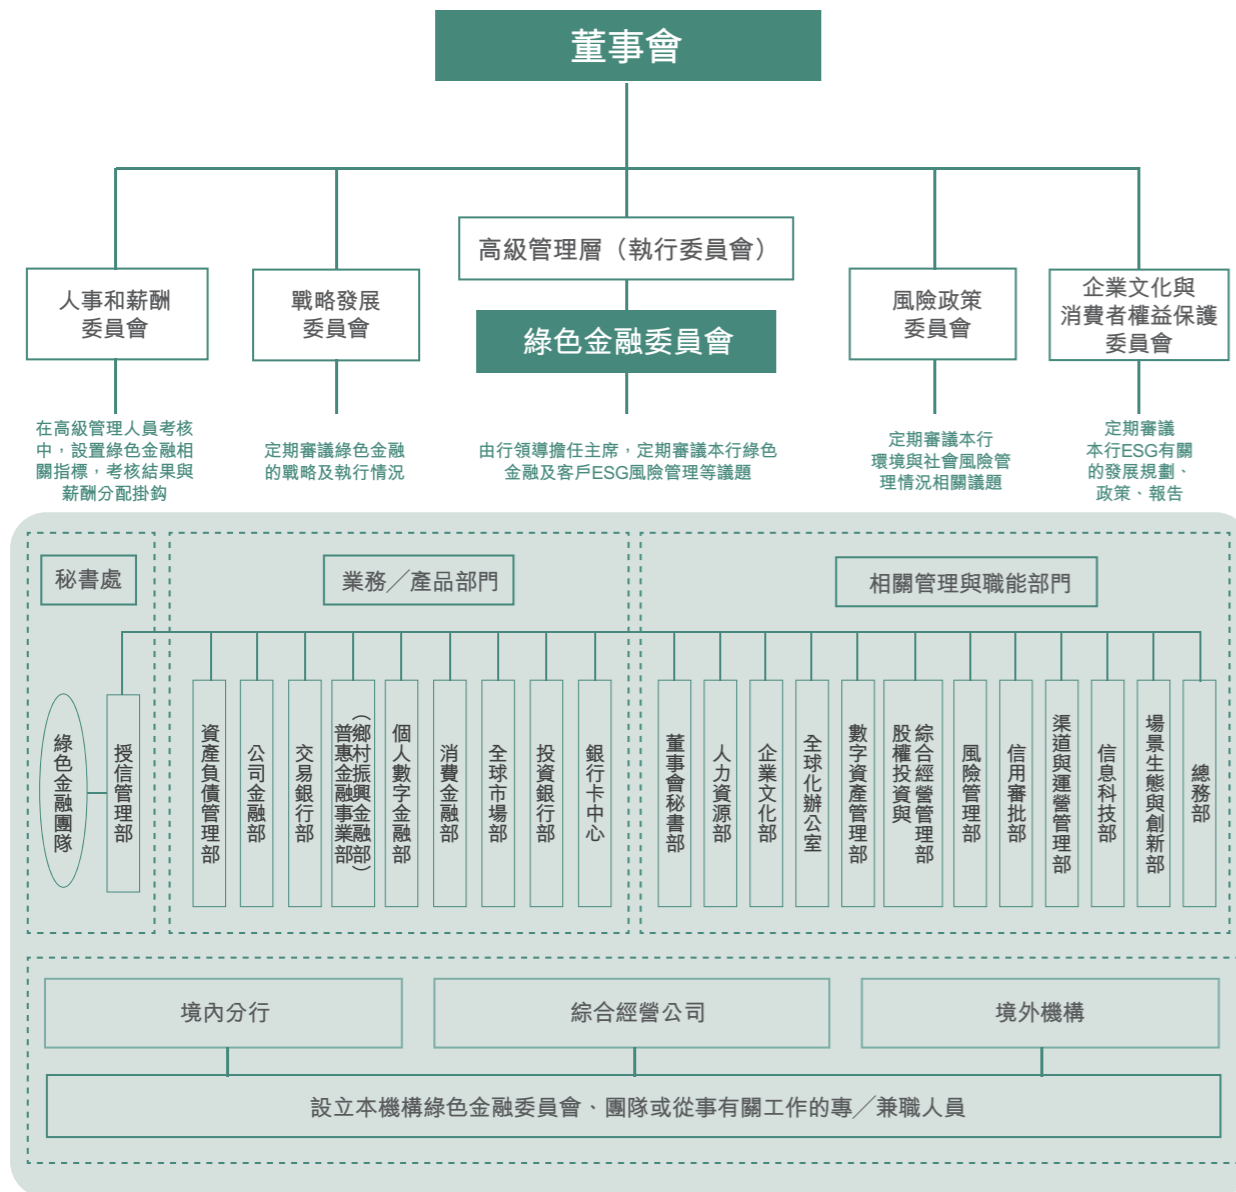 董事會
高級管理層（執行委員會）
人事和薪酬
委員會
戰略發展
委員會
綠色金融委員會
風險政策
委員會
企業文化與
消費者權益保護
委員會
在高級管理人員考核
中，設置綠色金融相
關指標，考核結果與
薪酬分配掛鈎
定期審議綠色金融
的戰略及執行情況
由行領導擔任主席，定期審議本行綠色
金融及客戶ESG風險管理等議題
定期審議本行
環境與社會風險管
理情況相關議題
定期審議
本行ESG有關
的發展規劃、
政策、報告
秘書處
業務／產品部門
相關管理與職能部門
綠色金融團隊
授信管理部
資產負債管理部
公司金融部
交易銀行部
普惠金融事業部
（鄉村振興金融部）
個人數字金融部
消費金融部
全球市場部
投資銀行部
銀行卡中心
董事會秘書部
人力資源部
企業文化部
全球化辦公室
數字資產管理部
股權投資與
綜合經營管理部
風險管理部
信用審批部
渠道與運營管理部
信息科技部
場景生態與創新部
總務部
境內分行
綜合經營公司
境外機構
設立本機構綠色金融委員會、團隊或從事有關工作的專／兼職人員